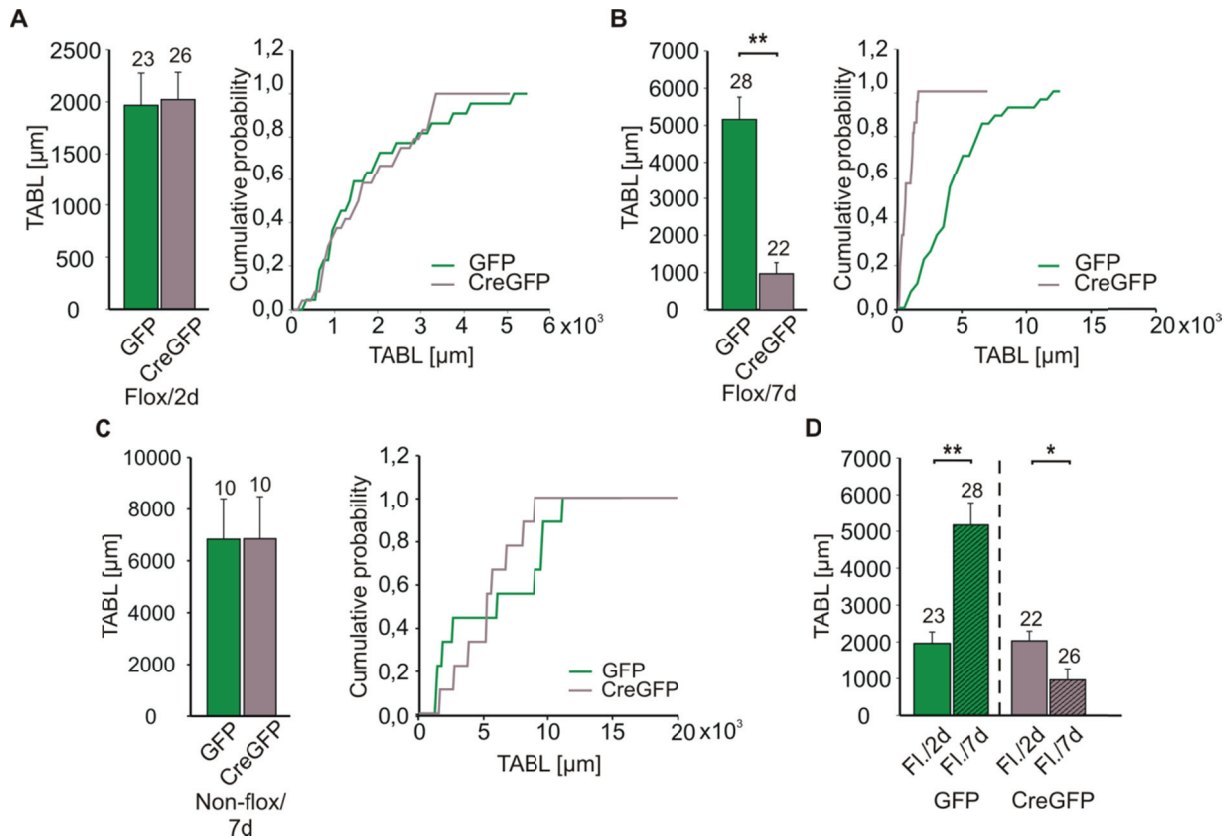 A
2500
2000
1500
1000
500
0
TABL [µm]
23
26
GFP
CreGFP
Flox/2d
1,2
1,0
0,8
0,6
0,4
0,2
0,0
Cumulative probability
GFP
CreGFP
0 1 2 3 4 5 6 x10³
TABL [µm]
B
7000
6000
5000
4000
3000
2000
1000
0
TABL [µm]
**
28
22
GFP
CreGFP
Flox/7d
1,2
1,0
0,8
0,6
0,4
0,2
0,0
Cumulative probability
GFP
CreGFP
0 5 10 15 20 x10³
TABL [µm]
C
10000
8000
6000
4000
2000
0
TABL [µm]
10
10
GFP
CreGFP
Non-flox/
7d
1,2
1,0
0,8
0,6
0,4
0,2
0,0
Cumulative probability
GFP
CreGFP
0 5 10 15 20 x10³
TABL [µm]
D
7000
6000
5000
4000
3000
2000
1000
0
TABL [µm]
**
*
23
28
22
26
Fl./2d
Fl./7d
Fl./2d
Fl./7d
GFP
CreGFP